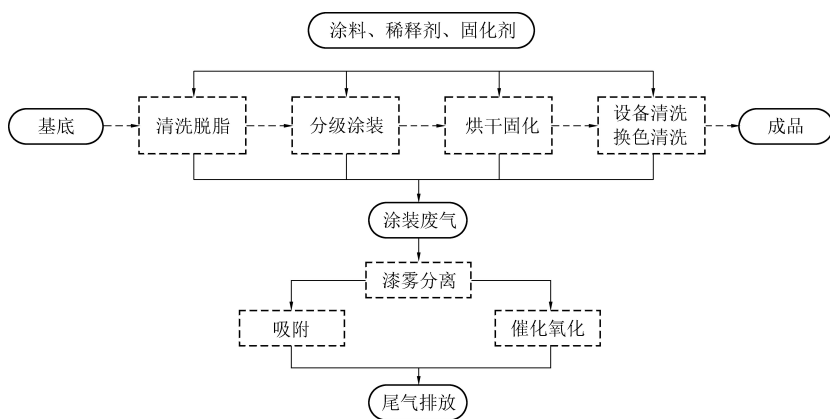 涂料、稀释剂、固化剂
基底
清洗脱脂
分级涂装
烘干固化
设备清洗
换色清洗
成品
涂装废气
漆雾分离
吸附
催化氧化
尾气排放